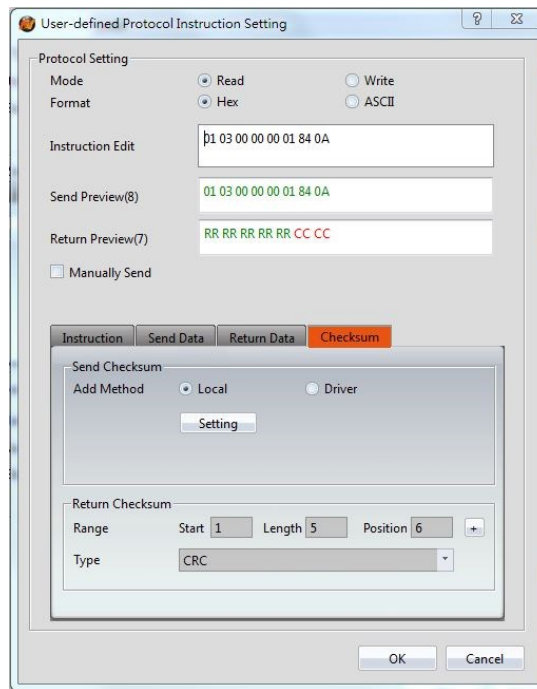 User-defined Protocol Instruction Setting
Protocol Setting
Mode Read Write
Format Hex ASCII
Instruction Edit 01 03 00 00 00 01 84 0A
Send Preview(8) 01 03 00 00 00 01 84 0A
Return Preview(7) RR RR RR RR RR CC CC
Manually Send
Instruction Send Data Return Data Checksum
Send Checksum
Add Method Local Driver
Setting
Return Checksum
Range Start 1 Length 5 Position 6 +
Type CRC
OK Cancel